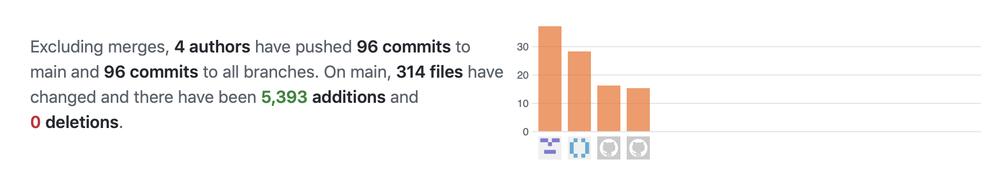 Excluding merges, 4 authors have pushed 96 commits to
main and 96 commits to all branches. On main, 314 files have
changed and there have been 5,393 additions and
0 deletions.
30
20
10
0